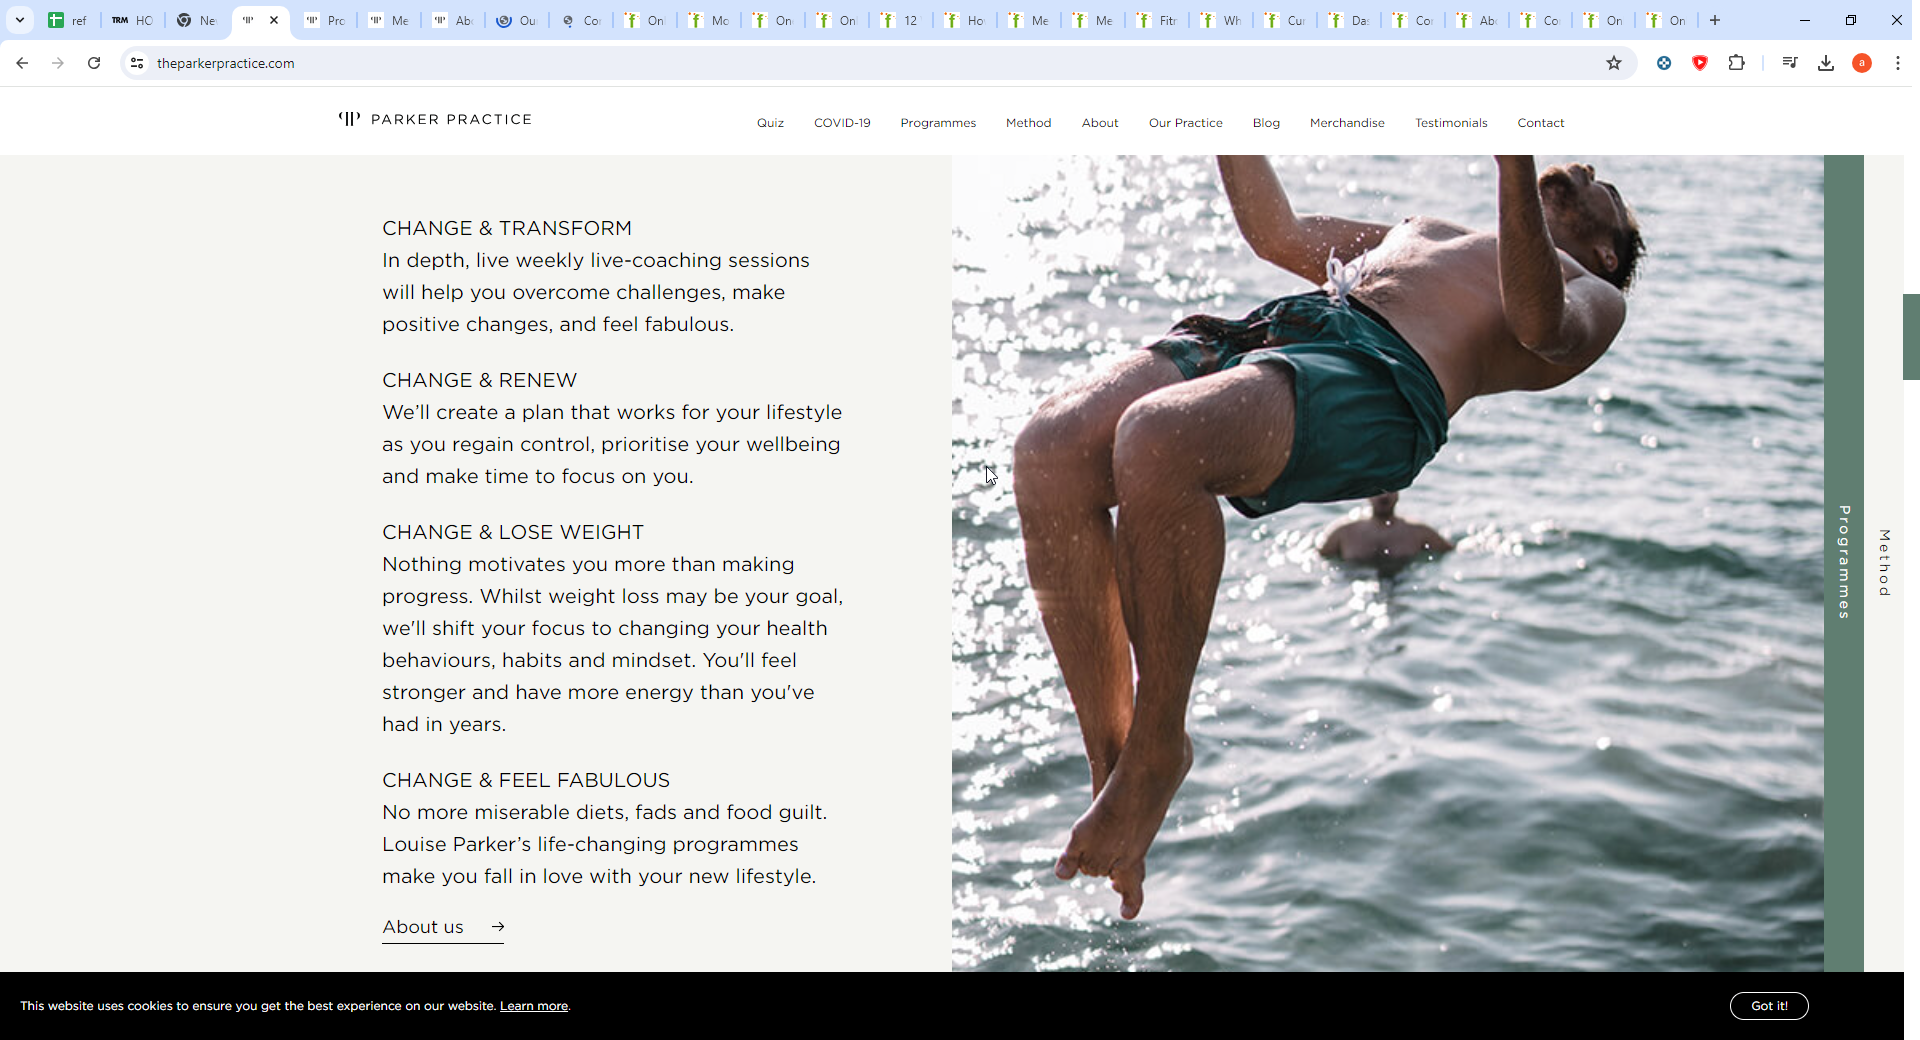 ref
HO
Ne
Pro
Me
Abo
Ou
Co
Onl
Mo
On
Onl
12
Ho
Me
Me
Fitr
Wh
Cur
Das
Cor
Abo
Co
On
On
theparkerpractice.com
PARKER PRACTICE
Quiz
COVID-19
Programmes
Method
About
Our Practice
Blog
Merchandise
Testimonials
Contact
CHANGE & TRANSFORM
In depth, live weekly live-coaching sessions
will help you overcome challenges, make
positive changes, and feel fabulous.
CHANGE & RENEW
We’ll create a plan that works for your lifestyle
as you regain control, prioritise your wellbeing
and make time to focus on you.
CHANGE & LOSE WEIGHT
Nothing motivates you more than making
progress. Whilst weight loss may be your goal,
we'll shift your focus to changing your health
behaviours, habits and mindset. You'll feel
stronger and have more energy than you've
had in years.
CHANGE & FEEL FABULOUS
No more miserable diets, fads and food guilt.
Louise Parker’s life-changing programmes
make you fall in love with your new lifestyle.
About us
Programmes
Method
This website uses cookies to ensure you get the best experience on our website. Learn more.
Got it!